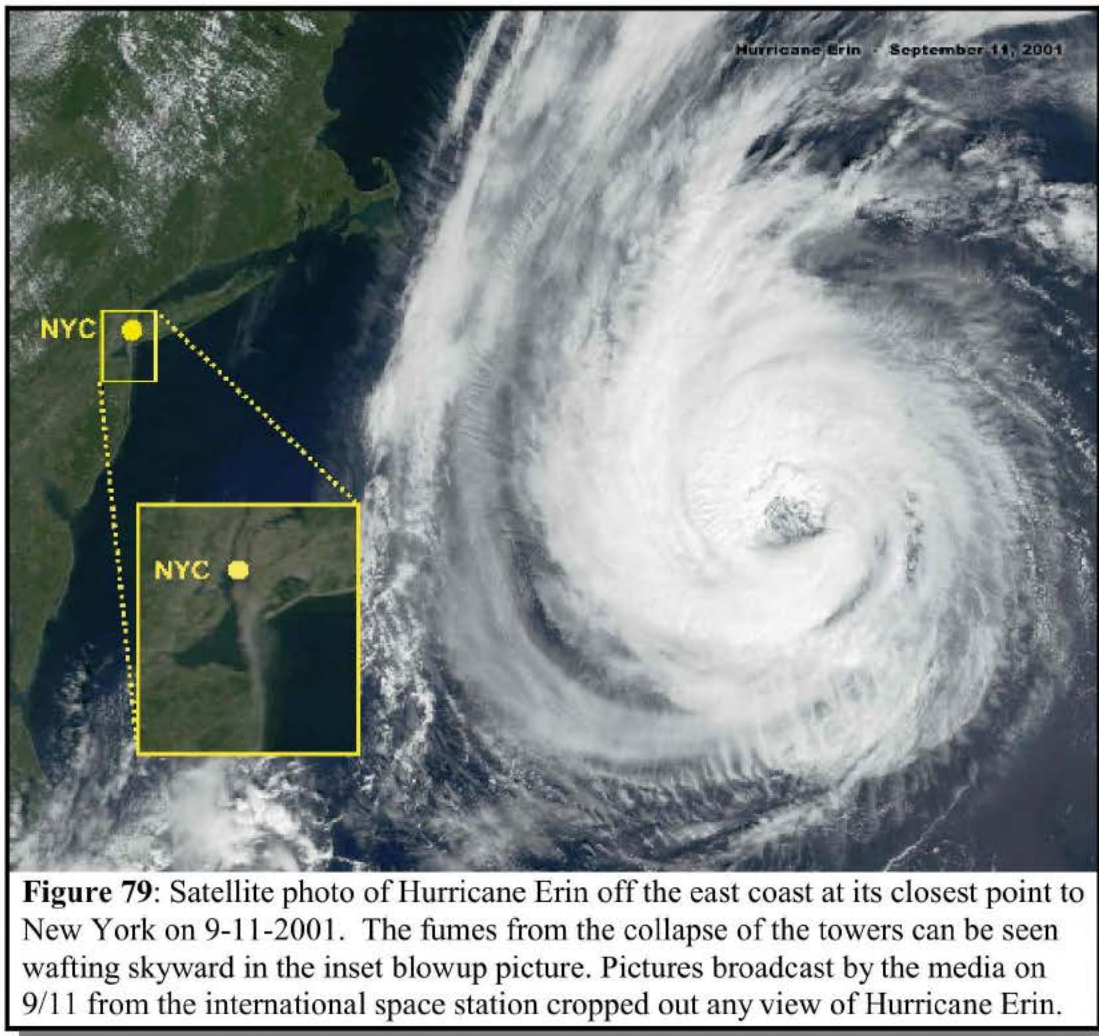 Hurricane Erin - September 11, 2001
NYC
NYC
Figure 79: Satellite photo of Hurricane Erin off the east coast at its closest point to
New York on 9-11-2001. The fumes from the collapse of the towers can be seen
wafting skyward in the inset blowup picture. Pictures broadcast by the media on
9/11 from the international space station cropped out any view of Hurricane Erin.